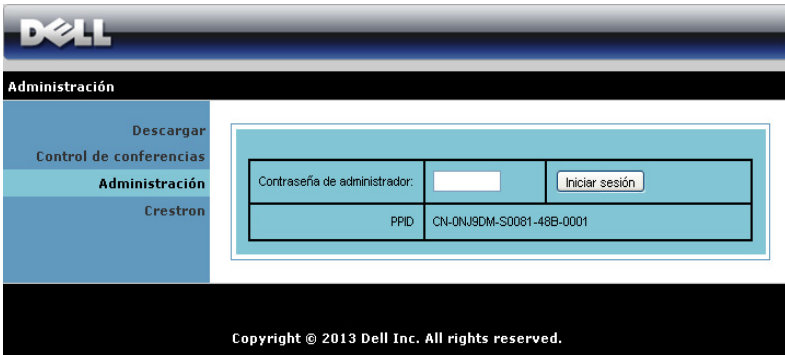 DELL
Administración
Descargar
Control de conferencias
Administración
Crestron
Contraseña de administrador: Iniciar sesión
PPID CN-0NJ9DM-S0081-48B-0001
Copyright © 2013 Dell Inc. All rights reserved.